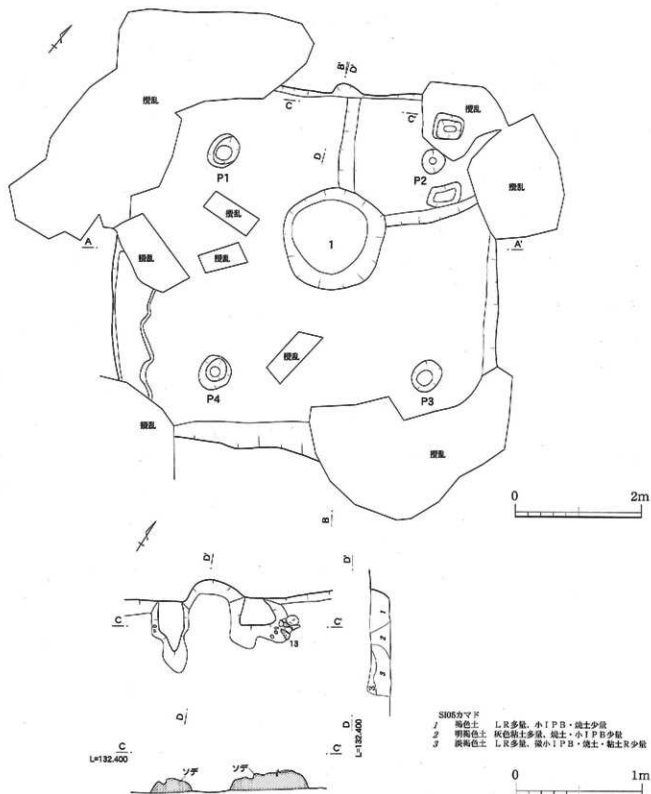 B' D'
攪乱
C
C'
攪乱
D
P1
P2
攪乱
攪乱
1
A
A'
攪乱
攪乱
攪乱
P4
P3
攪乱
攪乱
0 2m
B
D'
D'
C
C'
1
2
3
13
D
D
L=132.400
C
L=132.400
C'
ソデ
ソデ
SI05カマド
1 褐色土 LR多量、小IPB・焼土少量
2 明褐色土 灰色粘土多量、焼土・小IPB少量
3 淡褐色土 LR多量、微小IPB・焼土・粘土R少量
0 1m